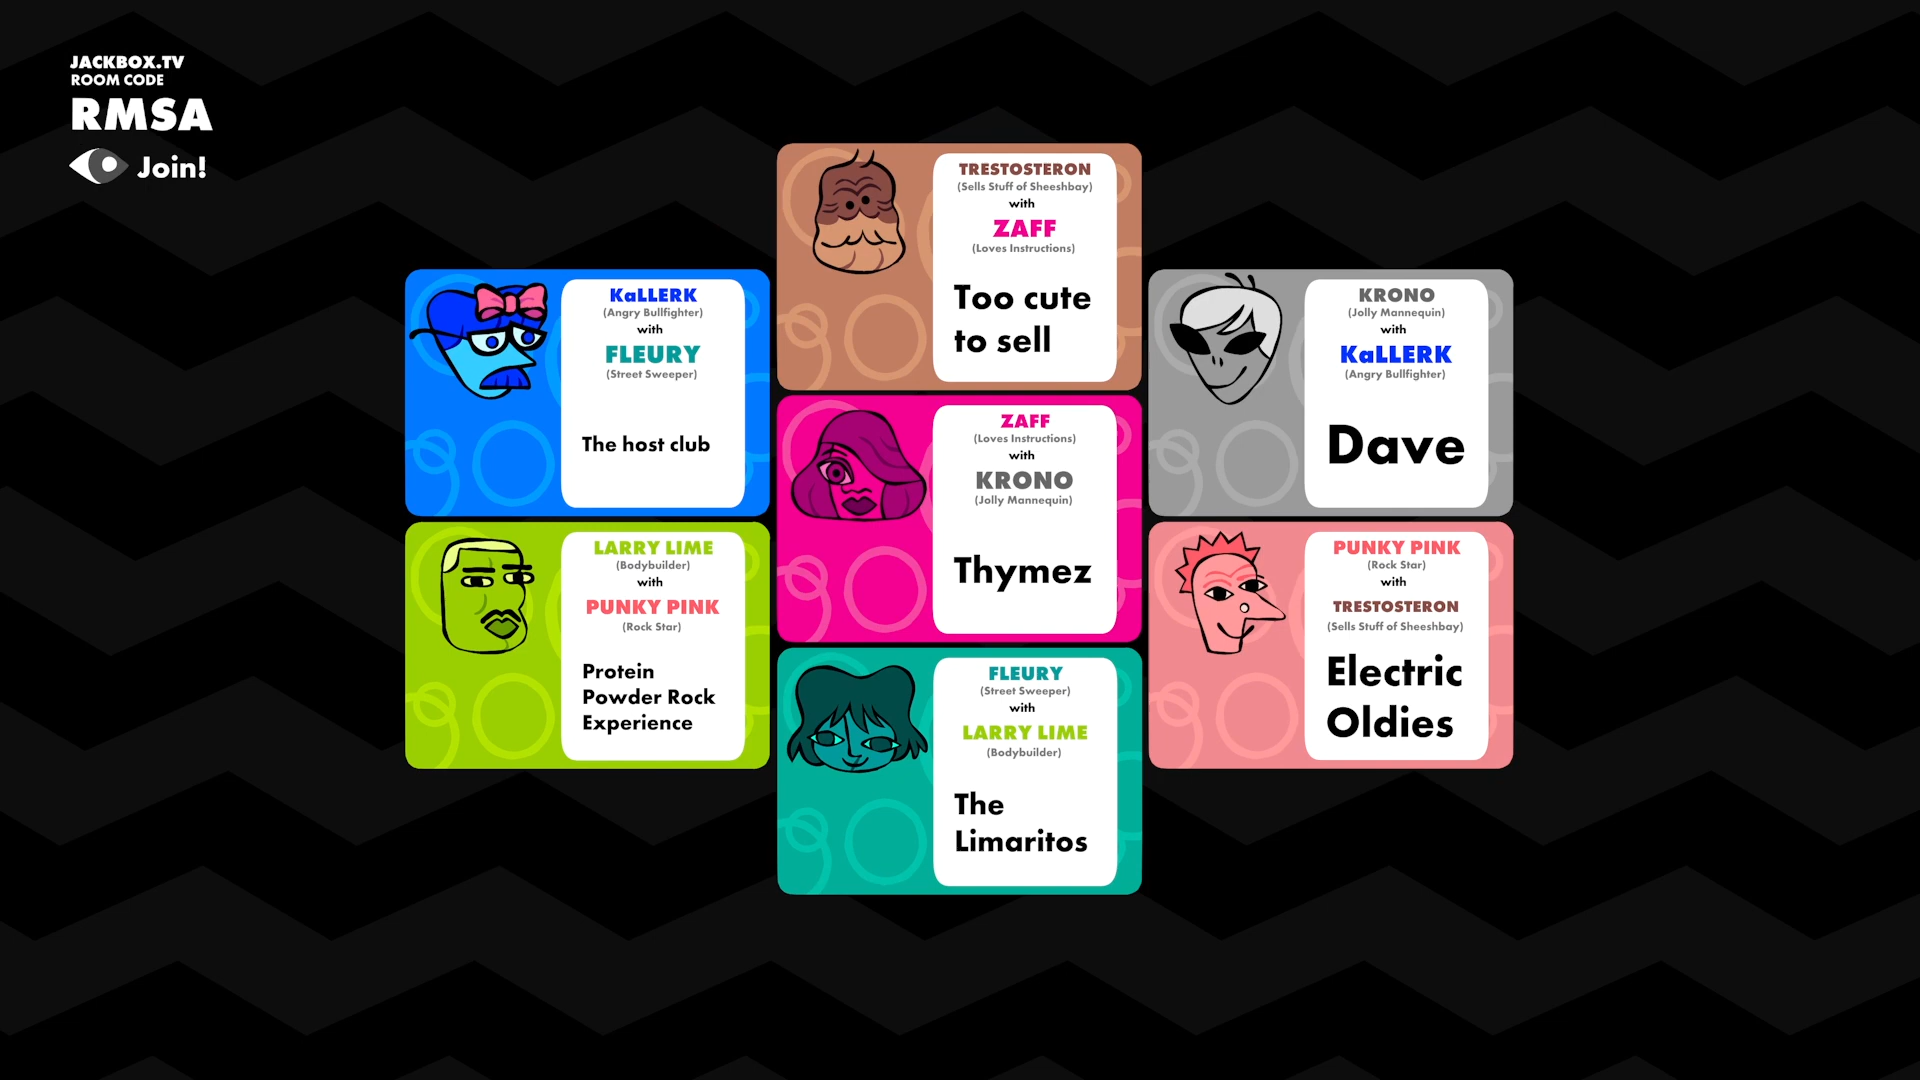 JACKBOX.TV
ROOM CODE
RMSA
Join!
TRESTOSTERON
(Sells Stuff of Sheeshbay)
with
ZAFF
(Loves Instructions)
Too cute
to sell
KaLLERK
(Angry Bullfighter)
with
FLEURY
(Street Sweeper)
The host club
KRONO
(Jolly Mannequin)
with
KaLLERK
(Angry Bullfighter)
Dave
ZAFF
(Loves Instructions)
with
KRONO
(Jolly Mannequin)
Thymez
LARRY LIME
(Bodybuilder)
with
PUNKY PINK
(Rock Star)
Protein
Powder Rock
Experience
PUNKY PINK
(Rock Star)
with
TRESTOSTERON
(Sells Stuff of Sheeshbay)
Electric
Oldies
FLEURY
(Street Sweeper)
with
LARRY LIME
(Bodybuilder)
The
Limaritos